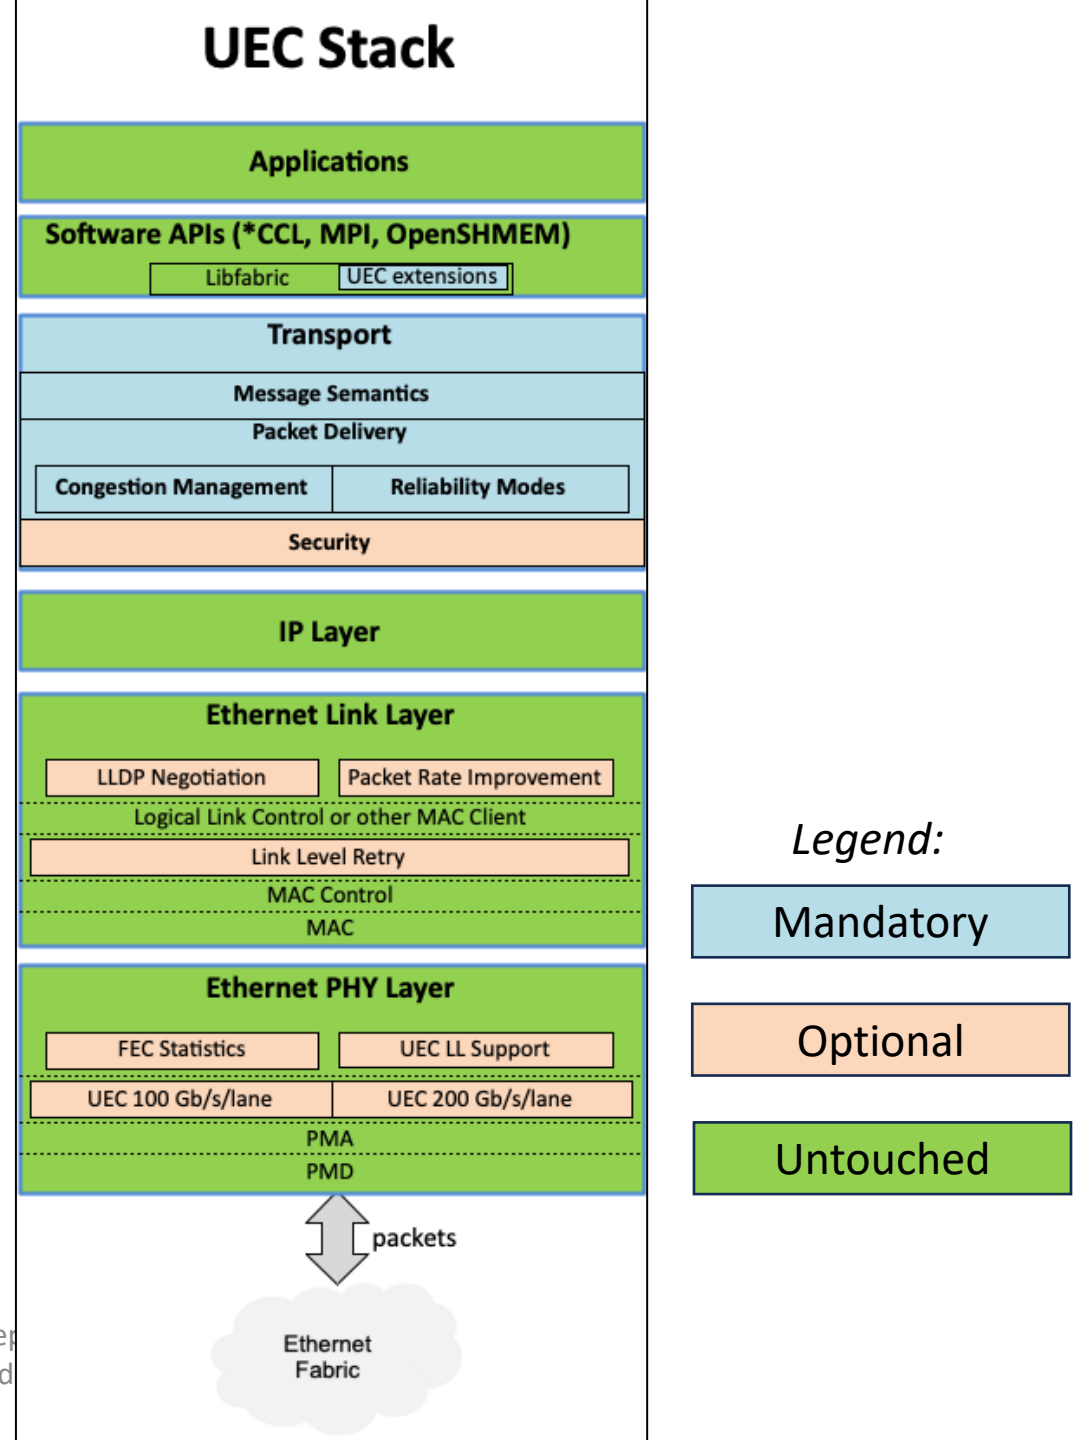 UEC Stack
Applications
Software APIs (*CCL, MPI, OpenSHMEM)
Libfabric
UEC extensions
Transport
Message Semantics
Packet Delivery
Congestion Management
Reliability Modes
Security
IP Layer
Ethernet Link Layer
LLDP Negotiation
Packet Rate Improvement
Logical Link Control or other MAC Client
Link Level Retry
MAC Control
MAC
Ethernet PHY Layer
FEC Statistics
UEC LL Support
UEC 100 Gb/s/lane
UEC 200 Gb/s/lane
PMA
PMD
packets
Ethernet
Fabric
Legend:
Mandatory
Optional
Untouched